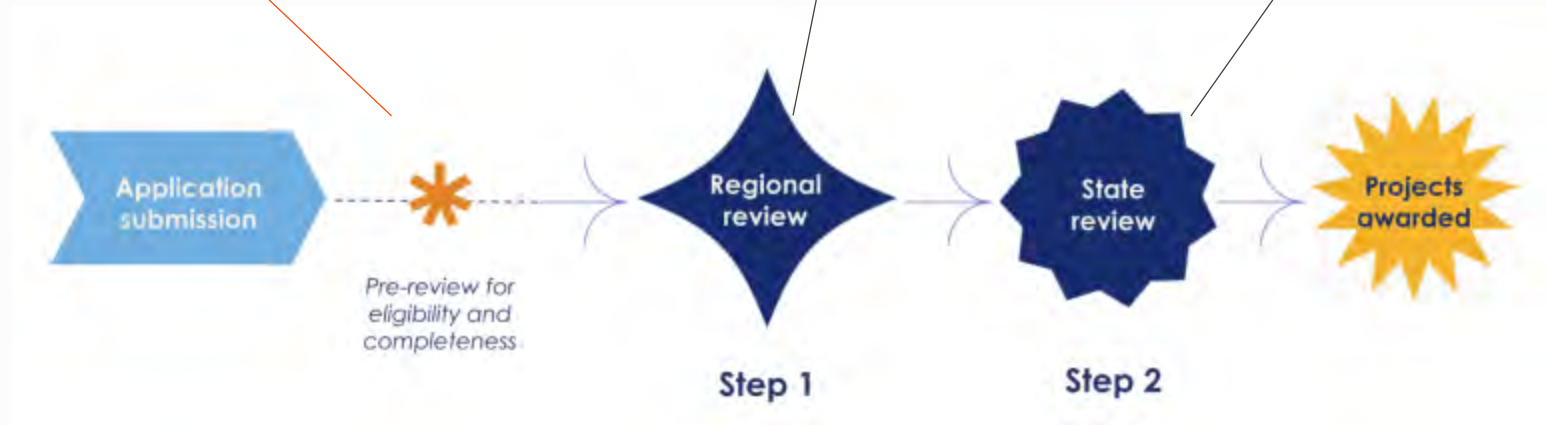 Application
submission
Pre-review for
eligibility and
completeness
Regional
review
Step 1
State
review
Step 2
Projects
awarded